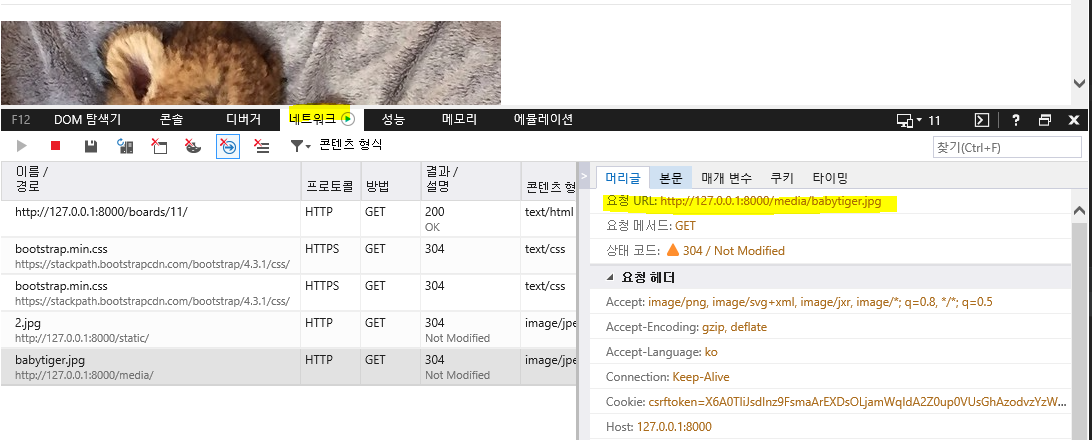 F12 DOM 탐색기 콘솔 디버거 네트워크 성능 메모리 에뮬레이션 11 ?
콘텐츠 형식 찾기(Ctrl+F)
이름 /
경로 프로토콜 방법 결과 /
설명 콘텐츠 형
http://127.0.0.1:8000/boards/11/ HTTP GET 200
OK text/html
bootstrap.min.css HTTPS GET 304 text/css
https://stackpath.bootstrapcdn.com/bootstrap/4.3.1/css/
bootstrap.min.css HTTPS GET 304 text/css
https://stackpath.bootstrapcdn.com/bootstrap/4.3.1/css/
2.jpg HTTP GET 304 image/jpe
http://127.0.0.1:8000/static/ Not Modified
babytiger.jpg HTTP GET 304 image/jpe
http://127.0.0.1:8000/media/ Not Modified
머리글 본문 매개 변수 쿠키 타이밍
요청 URL: http://127.0.0.1:8000/media/babytiger.jpg
요청 메서드: GET
상태 코드: 304 / Not Modified
요청 헤더
Accept: image/png, image/svg+xml, image/jxr, image/*; q=0.8, */*; q=0.5
Accept-Encoding: gzip, deflate
Accept-Language: ko
Connection: Keep-Alive
Host: 127.0.0.1:8000